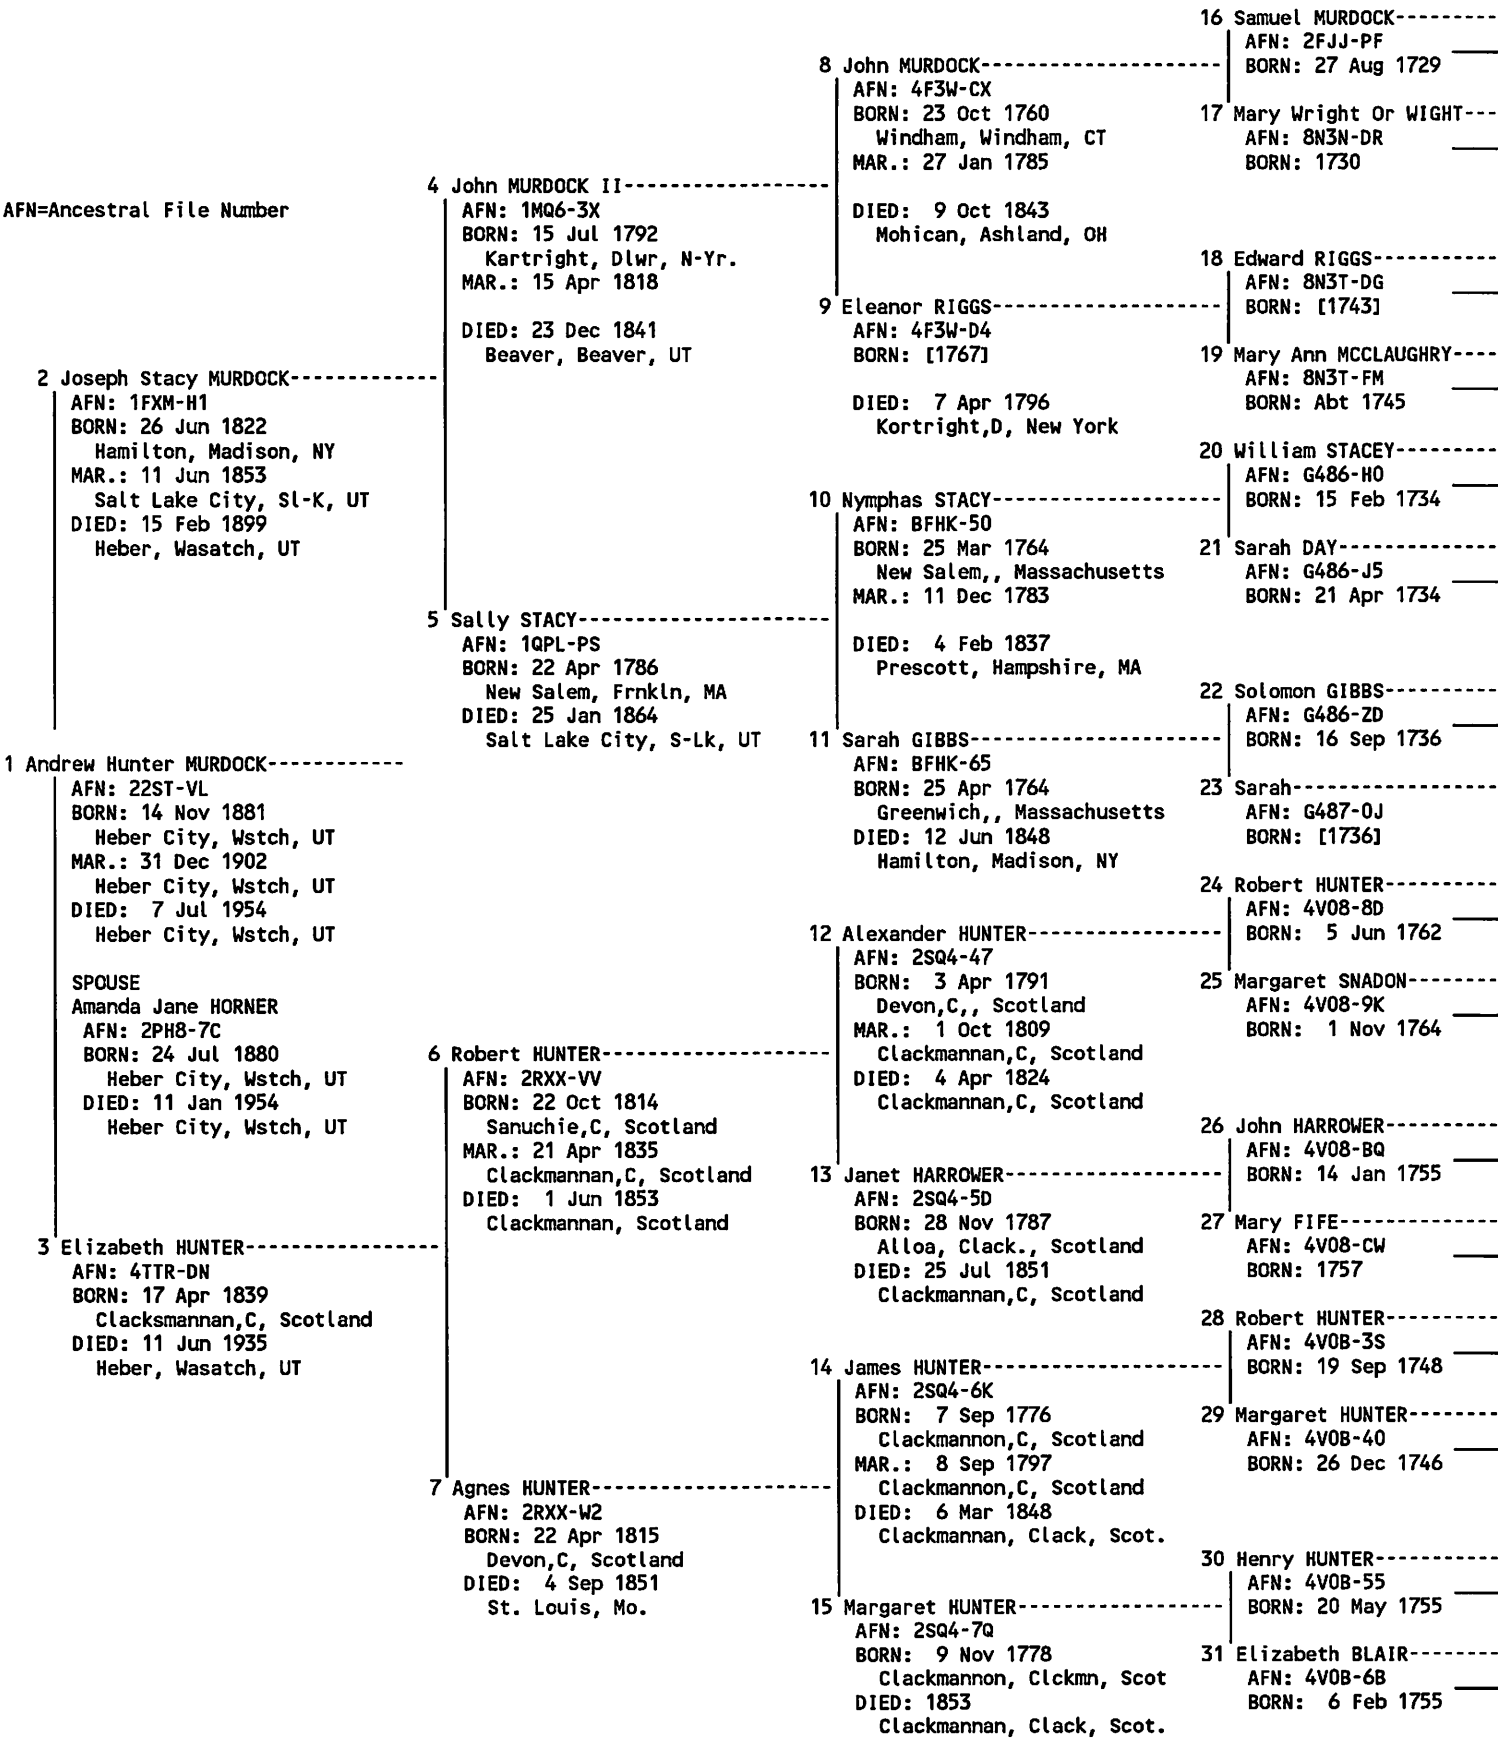 AFN=Ancestral File Number
1 Andrew Hunter MURDOCK------------
AFN: 22ST-VL
BORN: 14 Nov 1881
Heber City, Wstch, UT
MAR.: 31 Dec 1902
Heber City, Wstch, UT
DIED: 7 Jul 1954
Heber City, Wstch, UT
SPOUSE
Amanda Jane HORNER
AFN: 2PH8-7C
BORN: 24 Jul 1880
Heber City, Wstch, UT
DIED: 11 Jan 1954
Heber City, Wstch, UT
2 Joseph Stacy MURDOCK-------------
AFN: 1FXM-H1
BORN: 26 Jun 1822
Hamilton, Madison, NY
MAR.: 11 Jun 1853
Salt Lake City, Sl-K, UT
DIED: 15 Feb 1899
Heber, Wasatch, UT
3 Elizabeth HUNTER-----------------
AFN: 4TTR-DN
BORN: 17 Apr 1839
Clacksmannan,C, Scotland
DIED: 11 Jun 1935
Heber, Wasatch, UT
4 John MURDOCK II------------------
AFN: 1MQ6-3X
BORN: 15 Jul 1792
Kartright, Dlwr, N-Yr.
MAR.: 15 Apr 1818
DIED: 23 Dec 1841
Beaver, Beaver, UT
5 Sally STACY----------------------
AFN: 1QPL-PS
BORN: 22 Apr 1786
New Salem, Frnkln, MA
DIED: 25 Jan 1864
Salt Lake City, S-Lk, UT
6 Robert HUNTER--------------------
AFN: 2RXX-VV
BORN: 22 Oct 1814
Sanuchie,C, Scotland
MAR.: 21 Apr 1835
Clackmannan,C, Scotland
DIED: 1 Jun 1853
Clackmannan, Scotland
7 Agnes HUNTER---------------------
AFN: 2RXX-W2
BORN: 22 Apr 1815
Devon,C, Scotland
DIED: 4 Sep 1851
St. Louis, Mo.
8 John MURDOCK---------------------
AFN: 4F3W-CX
BORN: 23 Oct 1760
Windham, Windham, CT
MAR.: 27 Jan 1785
DIED: 9 Oct 1843
Mohican, Ashland, OH
9 Eleanor RIGGS--------------------
AFN: 4F3W-D4
BORN: [1767]
DIED: 7 Apr 1796
Kortright,D, New York
10 Nymphas STACY--------------------
AFN: BFHK-50
BORN: 25 Mar 1764
New Salem,, Massachusetts
MAR.: 11 Dec 1783
DIED: 4 Feb 1837
Prescott, Hampshire, MA
11 Sarah GIBBS----------------------
AFN: BFHK-65
BORN: 25 Apr 1764
Greenwich,, Massachusetts
DIED: 12 Jun 1848
Hamilton, Madison, NY
12 Alexander HUNTER-----------------
AFN: 2SQ4-47
BORN: 3 Apr 1791
Devon,C,, Scotland
MAR.: 1 Oct 1809
Clackmannan,C, Scotland
DIED: 4 Apr 1824
Clackmannan,C, Scotland
13 Janet HARROWER-------------------
AFN: 2SQ4-5D
BORN: 28 Nov 1787
Alloa, Clack., Scotland
DIED: 25 Jul 1851
Clackmannan,C, Scotland
14 James HUNTER---------------------
AFN: 2SQ4-6K
BORN: 7 Sep 1776
Clackmannon,C, Scotland
MAR.: 8 Sep 1797
Clackmannon,C, Scotland
DIED: 6 Mar 1848
Clackmannan, Clack, Scot.
15 Margaret HUNTER------------------
AFN: 2SQ4-7Q
BORN: 9 Nov 1778
Clackmannon, Clckmn, Scot
DIED: 1853
Clackmannan, Clack, Scot.
16 Samuel MURDOCK---------
AFN: 2FJJ-PF
BORN: 27 Aug 1729
17 Mary Wright Or WIGHT---
AFN: 8N3N-DR
BORN: 1730
18 Edward RIGGS-----------
AFN: 8N3T-DG
BORN: [1743]
19 Mary Ann MCCLAUGHRY----
AFN: 8N3T-FM
BORN: Abt 1745
20 William STACEY---------
AFN: G486-H0
BORN: 15 Feb 1734
21 Sarah DAY--------------
AFN: G486-J5
BORN: 21 Apr 1734
22 Solomon GIBBS----------
AFN: G486-ZD
BORN: 16 Sep 1736
23 Sarah------------------
AFN: G487-0J
BORN: [1736]
24 Robert HUNTER----------
AFN: 4V08-8D
BORN: 5 Jun 1762
25 Margaret SNADON--------
AFN: 4V08-9K
BORN: 1 Nov 1764
26 John HARROWER----------
AFN: 4V08-BQ
BORN: 14 Jan 1755
27 Mary FIFE--------------
AFN: 4V08-CW
BORN: 1757
28 Robert HUNTER----------
AFN: 4V0B-3S
BORN: 19 Sep 1748
29 Margaret HUNTER--------
AFN: 4V0B-40
BORN: 26 Dec 1746
30 Henry HUNTER-----------
AFN: 4V0B-55
BORN: 20 May 1755
31 Elizabeth BLAIR--------
AFN: 4V0B-6B
BORN: 6 Feb 1755